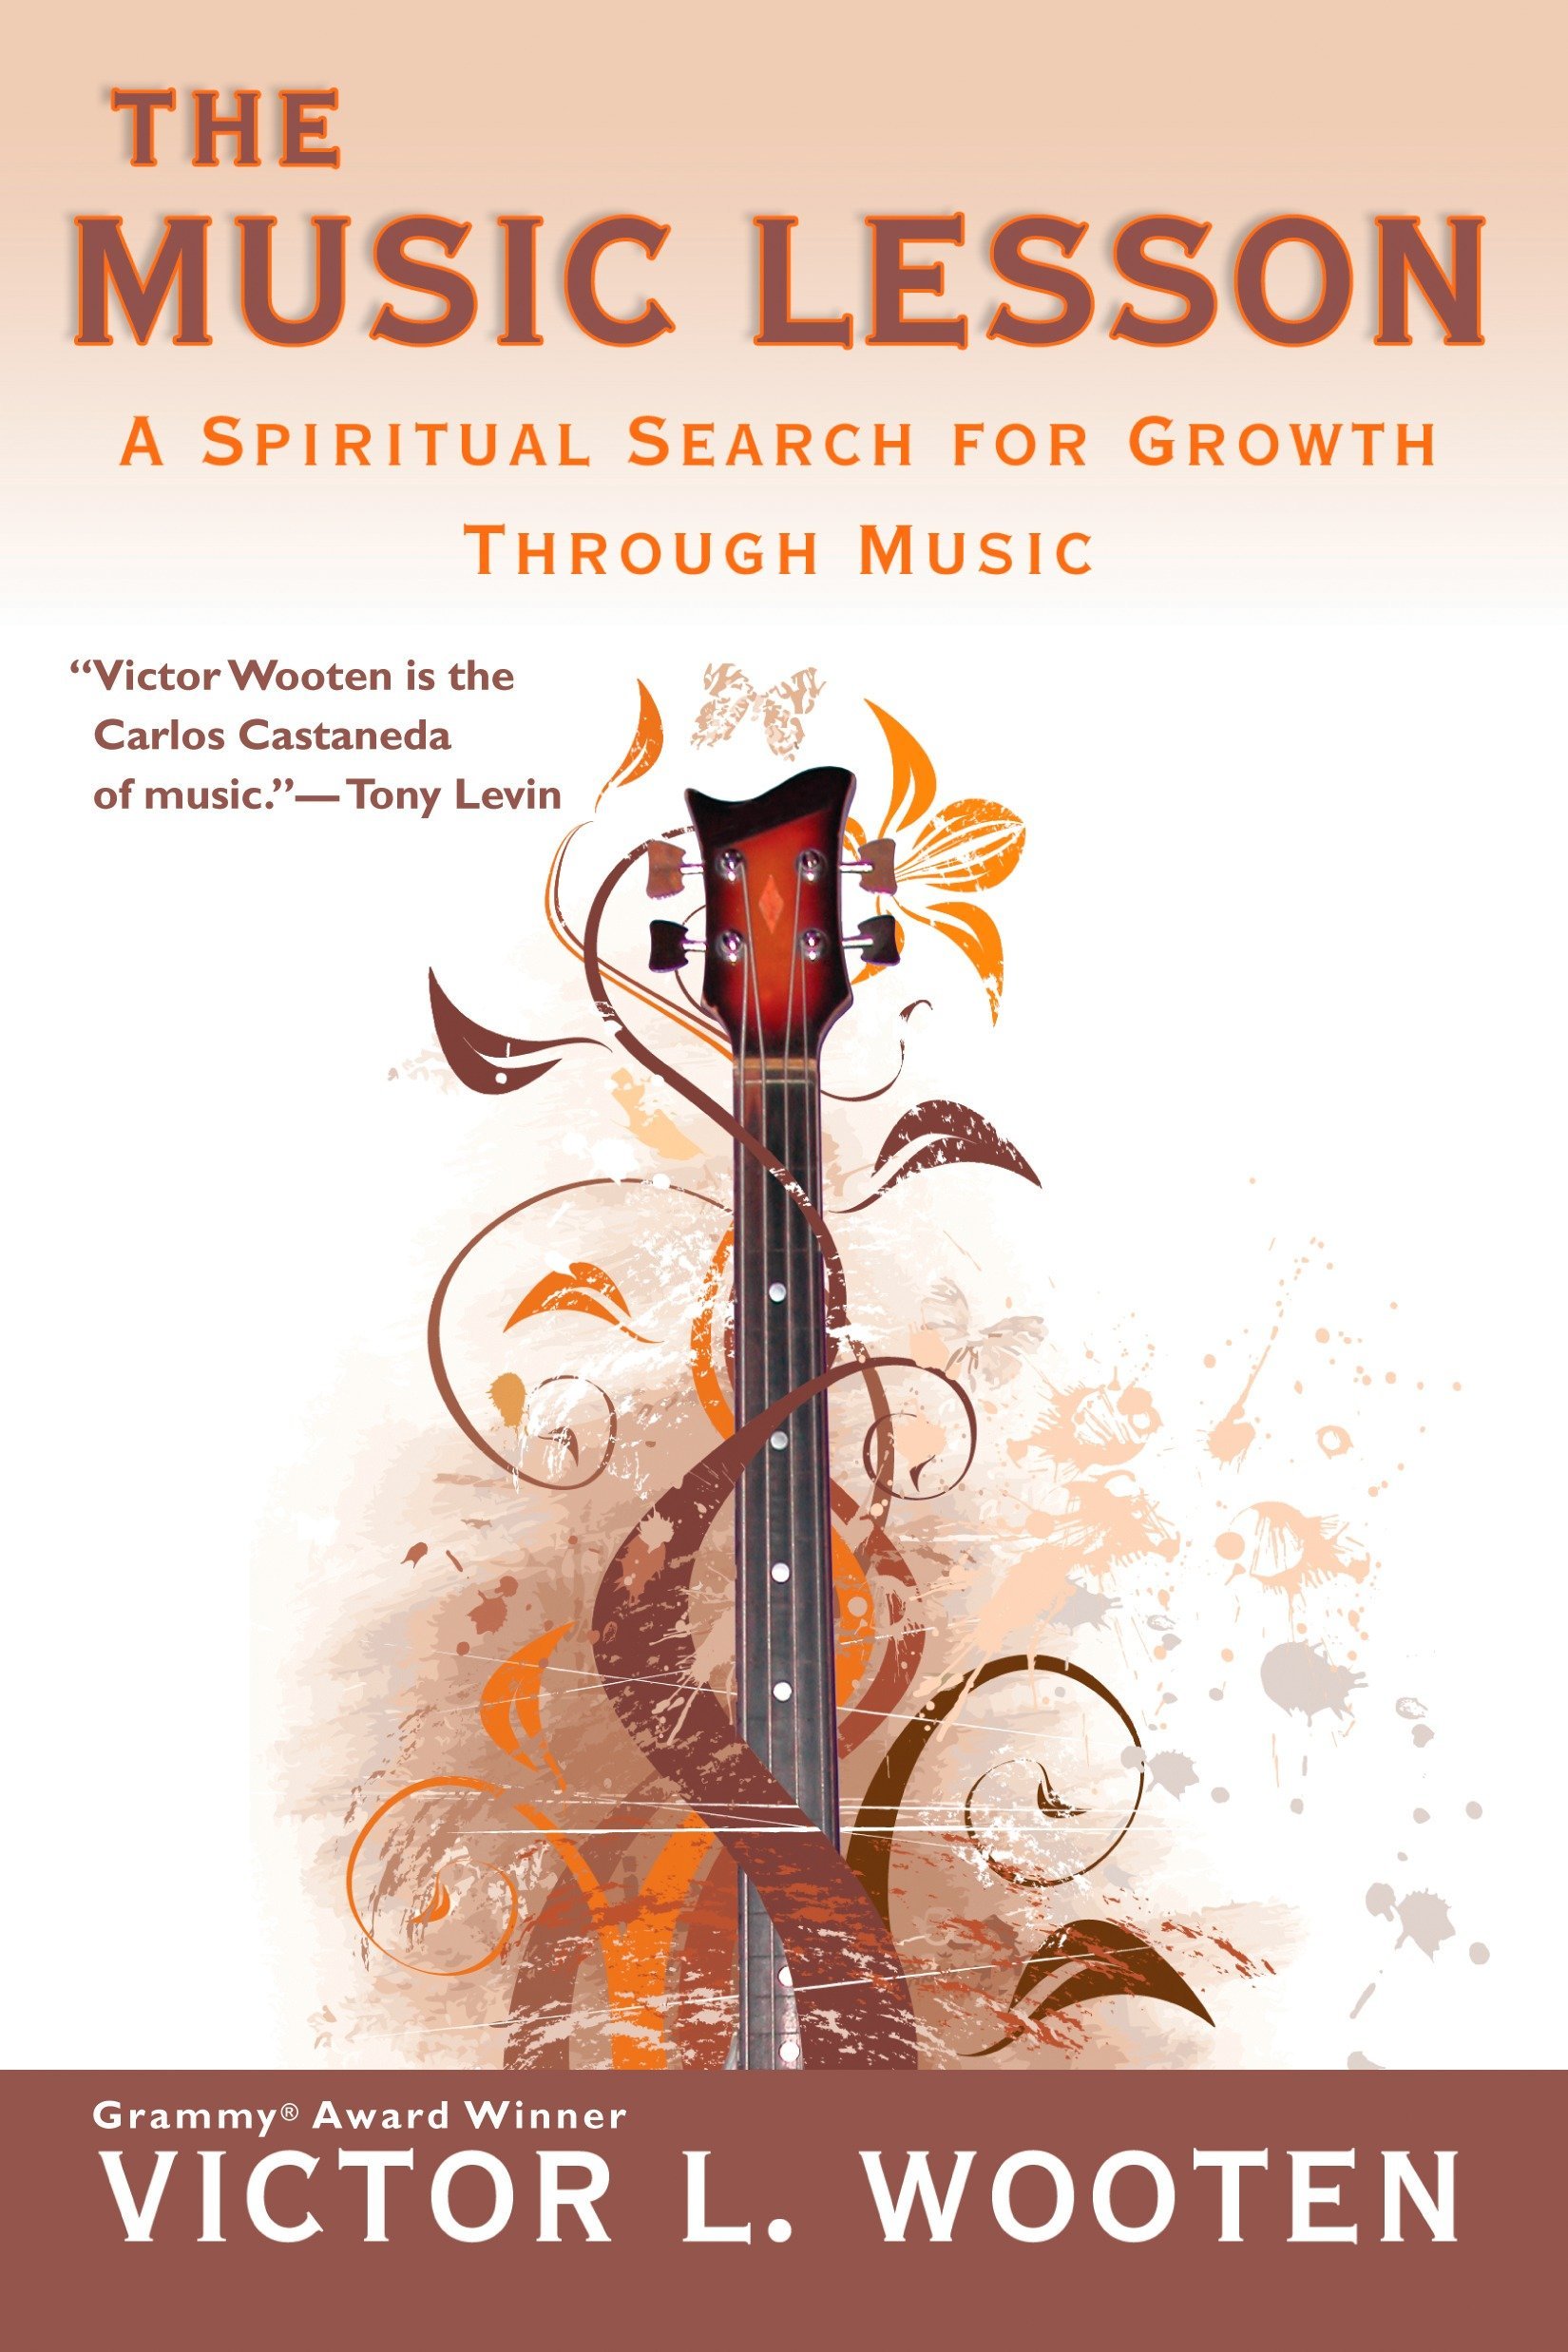 THE
MUSIC LESSON
A SPIRITUAL SEARCH FOR GROWTH
THROUGH MUSIC
“Victor Wooten is the
Carlos Castaneda
of music.”—Tony Levin
Grammy® Award Winner
VICTOR L. WOOTEN